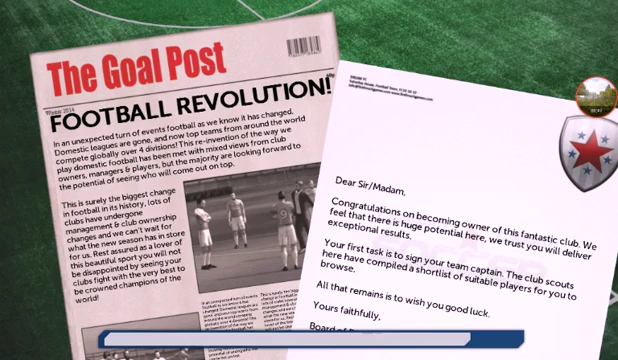 The Goal Post
Winter 2014
FOOTBALL REVOLUTION!
In an unexpected turn of events football as we know it has changed.
Domestic leagues are gone, and now top teams from around the world
compete globally over 4 divisions! This re-invention of the way we
play domestic football has been met with mixed views from club
owners, managers & players, but the majority are looking forward to
the potential of seeing who will come out on top.
This is surely the biggest change
in football in its history, lots of
clubs have undergone
management & club ownership
changes and we can't wait for
what the new season has in store
for us. Rest assured as a lover of
this beautiful sport you will not
be disappointed by seeing your
clubs fight with the very best to
be crowned champions of the
world!
Dear Sir/Madam,
Congratulations on becoming owner of this fantastic club. We
feel that there is huge potential here, we trust you will deliver
exceptional results.
Your first task is to sign your team captain. The club scouts
here have compiled a shortlist of suitable players for you to
browse.
All that remains is to wish you good luck.
Yours faithfully,
Board of